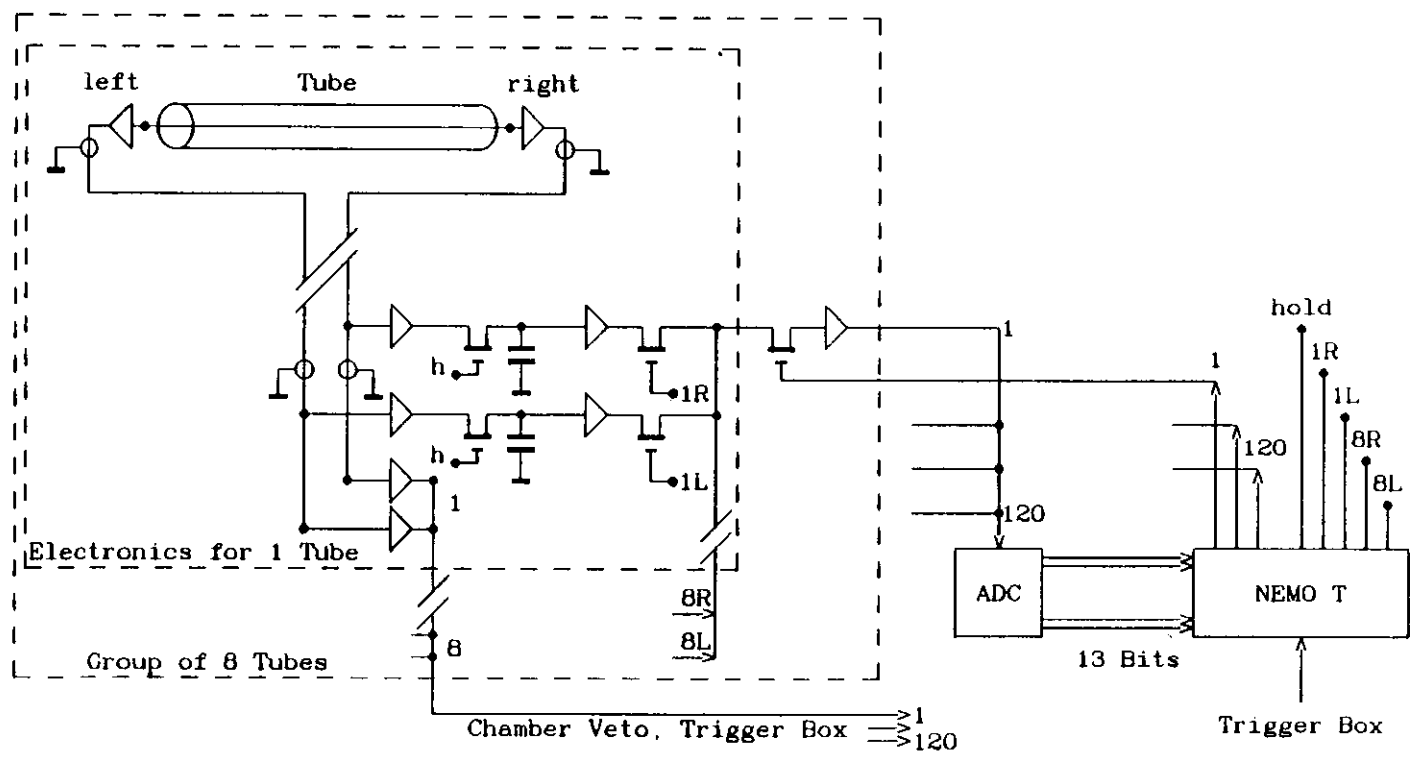 left Tube right
hold
1
1R
1
1L
h
1R
120
8R
h
1L
8L
1
120
Electronics for 1 Tube
ADC
NEMO T
8R
8
8L
Group of 8 Tubes
13 Bits
1
Chamber Veto, Trigger Box
120
Trigger Box